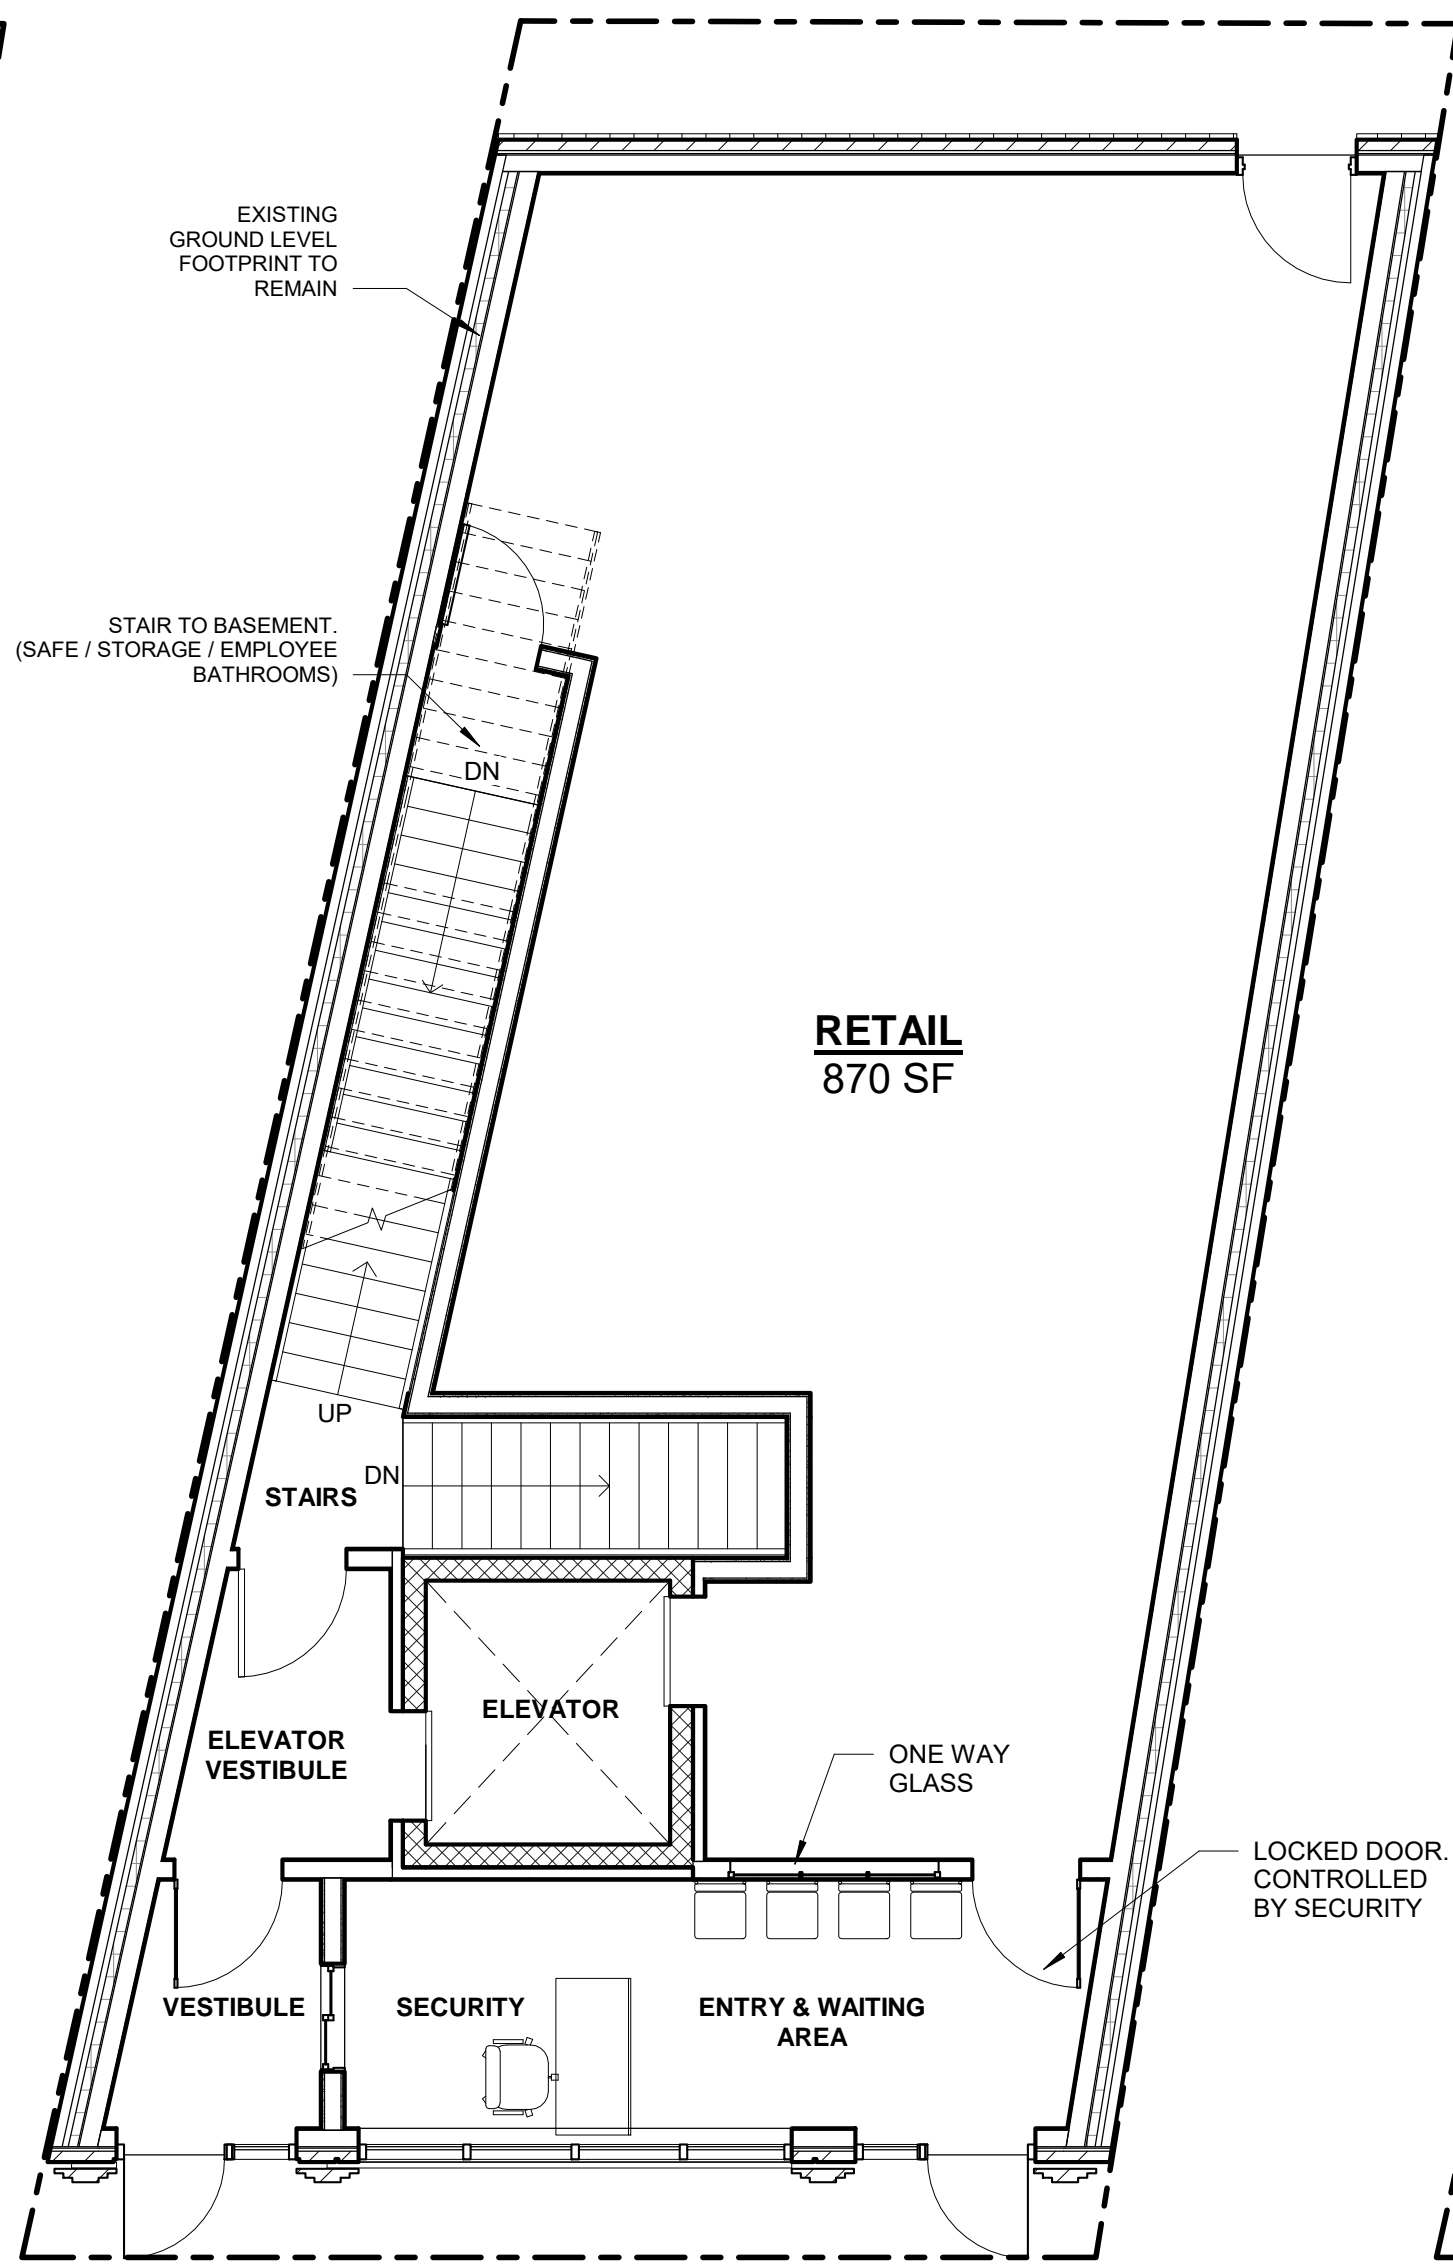 EXISTING
GROUND LEVEL
FOOTPRINT TO
REMAIN
STAIR TO BASEMENT.
(SAFE / STORAGE / EMPLOYEE
BATHROOMS)
DN
RETAIL
870 SF
UP
DN
STAIRS
ELEVATOR
ELEVATOR
VESTIBULE
ONE WAY
GLASS
LOCKED DOOR.
CONTROLLED
BY SECURITY
VESTIBULE
SECURITY
ENTRY & WAITING
AREA